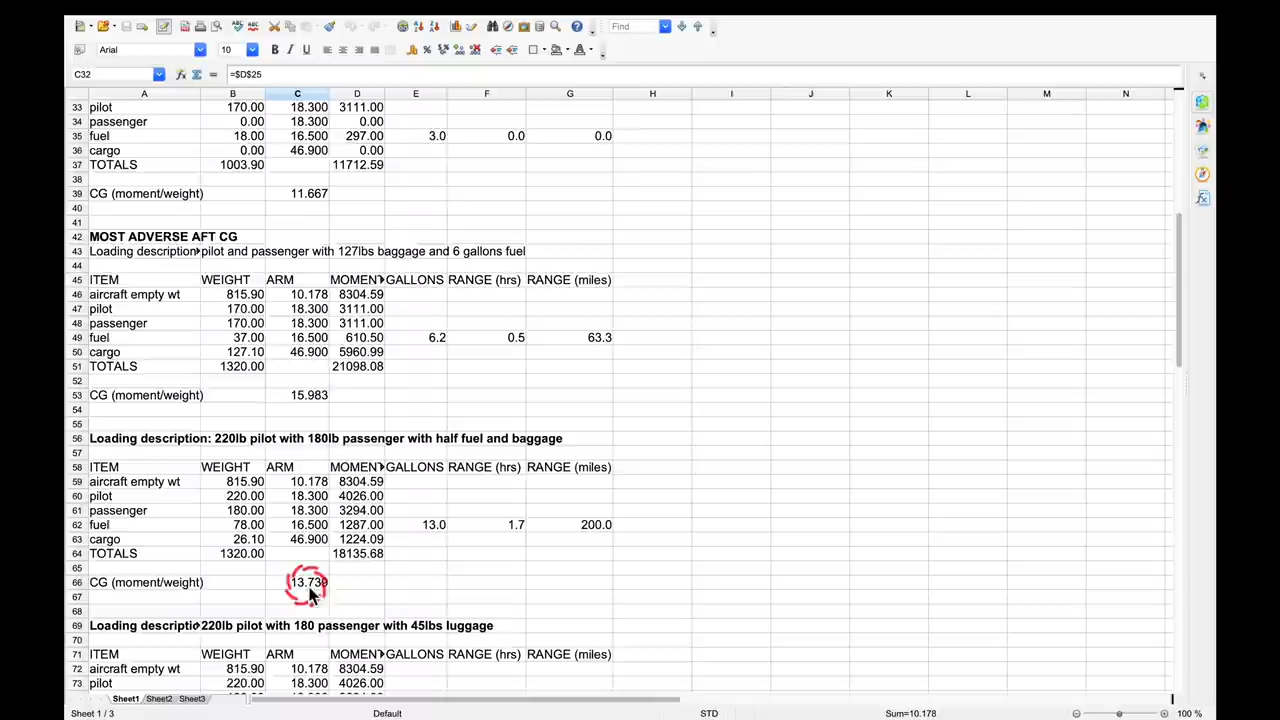 Find
Arial 10 B I U
C32 =$D$25
A B C D E F G H I J K L M N
33 pilot 170.00 18.300 3111.00
34 passenger 0.00 18.300 0.00
35 fuel 18.00 16.500 297.00 3.0 0.0 0.0
36 cargo 0.00 46.900 0.00
37 TOTALS 1003.90 11712.59
38
39 CG (moment/weight) 11.667
40
41
42 MOST ADVERSE AFT CG
43 Loading description pilot and passenger with 127lbs baggage and 6 gallons fuel
44
45 ITEM WEIGHT ARM MOMENT GALLONS RANGE (hrs) RANGE (miles)
46 aircraft empty wt 815.90 10.178 8304.59
47 pilot 170.00 18.300 3111.00
48 passenger 170.00 18.300 3111.00
49 fuel 37.00 16.500 610.50 6.2 0.5 63.3
50 cargo 127.10 46.900 5960.99
51 TOTALS 1320.00 21098.08
52
53 CG (moment/weight) 15.983
54
55
56 Loading description: 220lb pilot with 180lb passenger with half fuel and baggage
57
58 ITEM WEIGHT ARM MOMENT GALLONS RANGE (hrs) RANGE (miles)
59 aircraft empty wt 815.90 10.178 8304.59
60 pilot 220.00 18.300 4026.00
61 passenger 180.00 18.300 3294.00
62 fuel 78.00 16.500 1287.00 13.0 1.7 200.0
63 cargo 26.10 46.900 1224.09
64 TOTALS 1320.00 18135.68
65
66 CG (moment/weight) 13.739
67
68
69 Loading descriptio 220lb pilot with 180 passenger with 45lbs luggage
70
71 ITEM WEIGHT ARM MOMENT GALLONS RANGE (hrs) RANGE (miles)
72 aircraft empty wt 815.90 10.178 8304.59
73 pilot 220.00 18.300 4026.00
Sheet1 Sheet2 Sheet3
Sheet 1 / 3 Default STD Sum=10.178 100 %